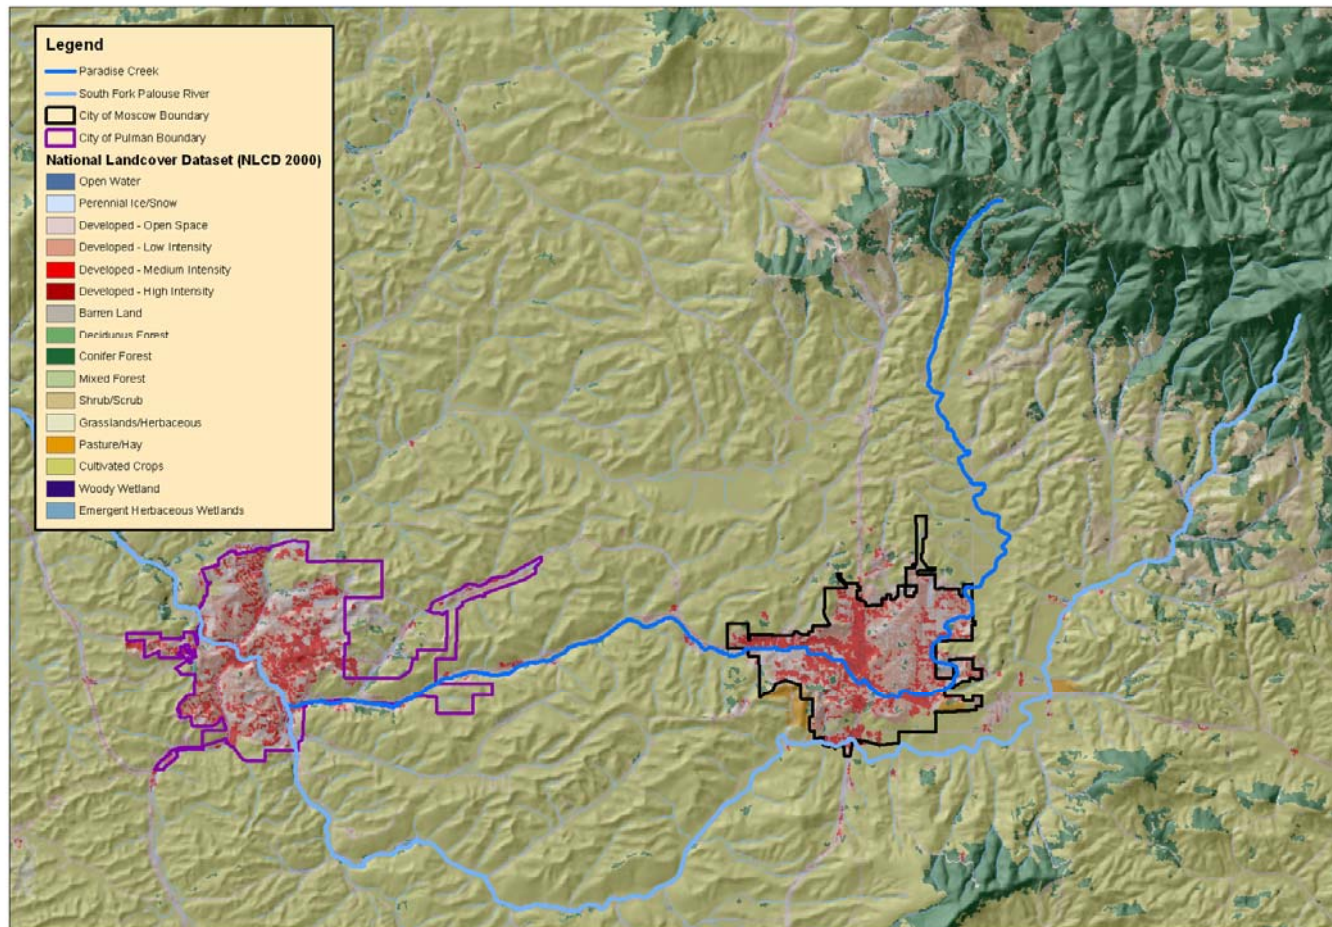 Legend
Paradise Creek
South Fork Palouse River
City of Moscow Boundary
City of Pulman Boundary
National Landcover Dataset (NLCD 2000)
Open Water
Perennial Ice/Snow
Developed - Open Space
Developed - Low Intensity
Developed - Medium Intensity
Developed - High Intensity
Barren Land
Deciduous Forest
Conifer Forest
Mixed Forest
Shrub/Scrub
Grasslands/Herbaceous
Pasture/Hay
Cultivated Crops
Woody Wetland
Emergent Herbaceous Wetlands